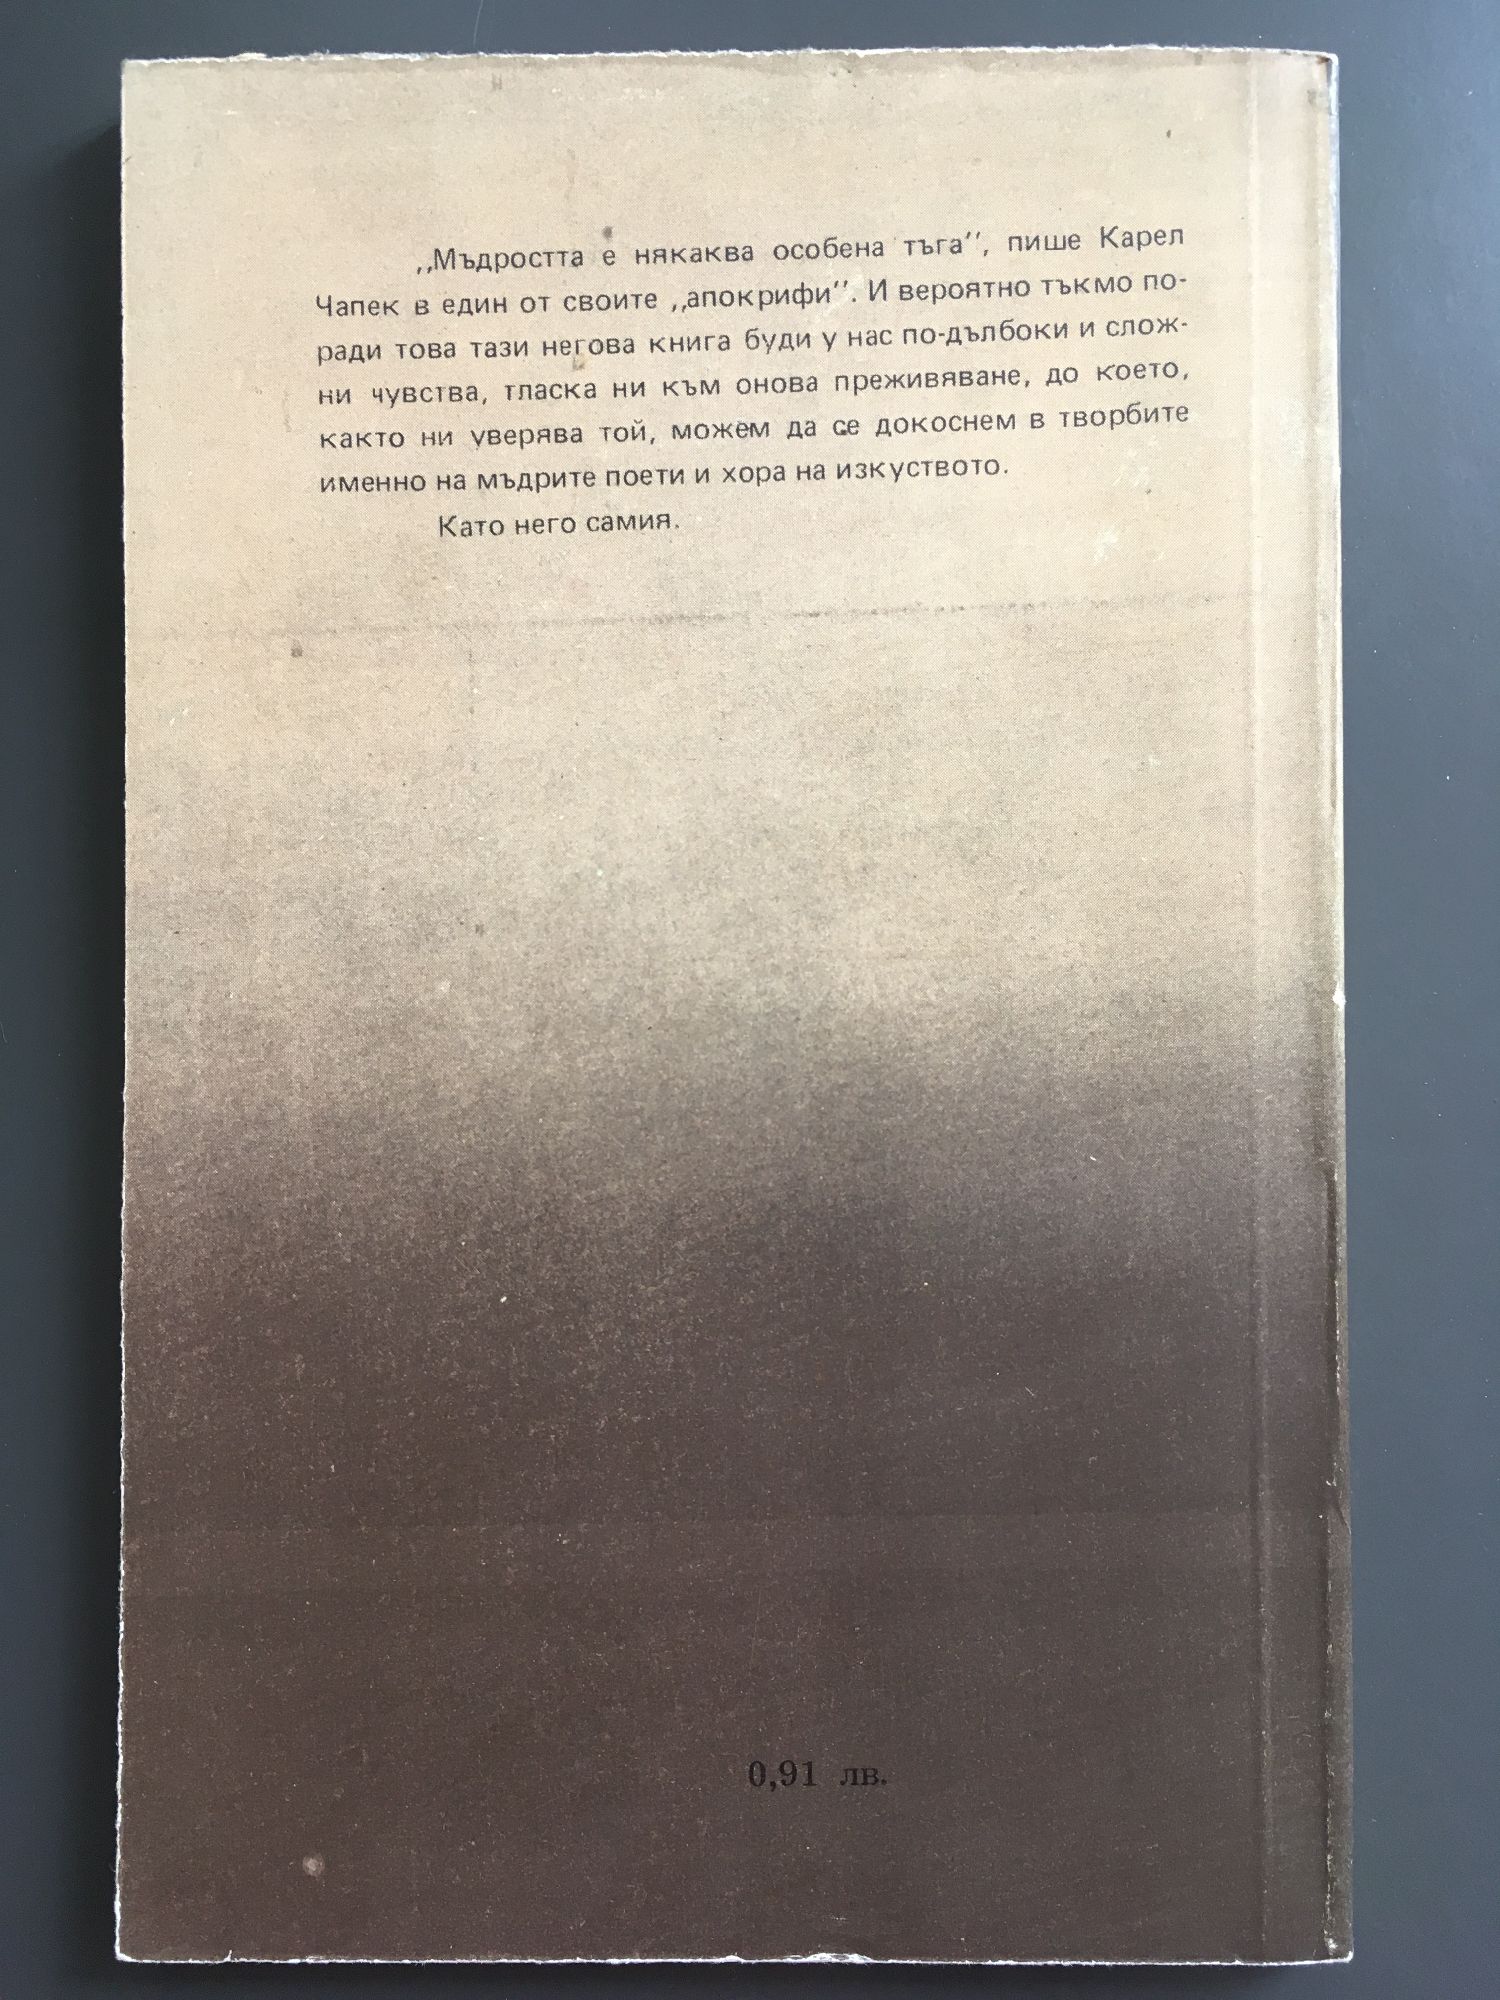 ,,Мъдростта е някаква особена тъга'', пише Карел
Чапек в един от своите ,,апокрифи''. И вероятно тъкмо по-
ради това тази негова книга буди у нас по-дълбоки и слож-
ни чувства, тласка ни към онова преживяване, до което,
както ни уверява той, можем да се докоснем в творбите
именно на мъдрите поети и хора на изкуството.
Като него самия.
0,91 лв.